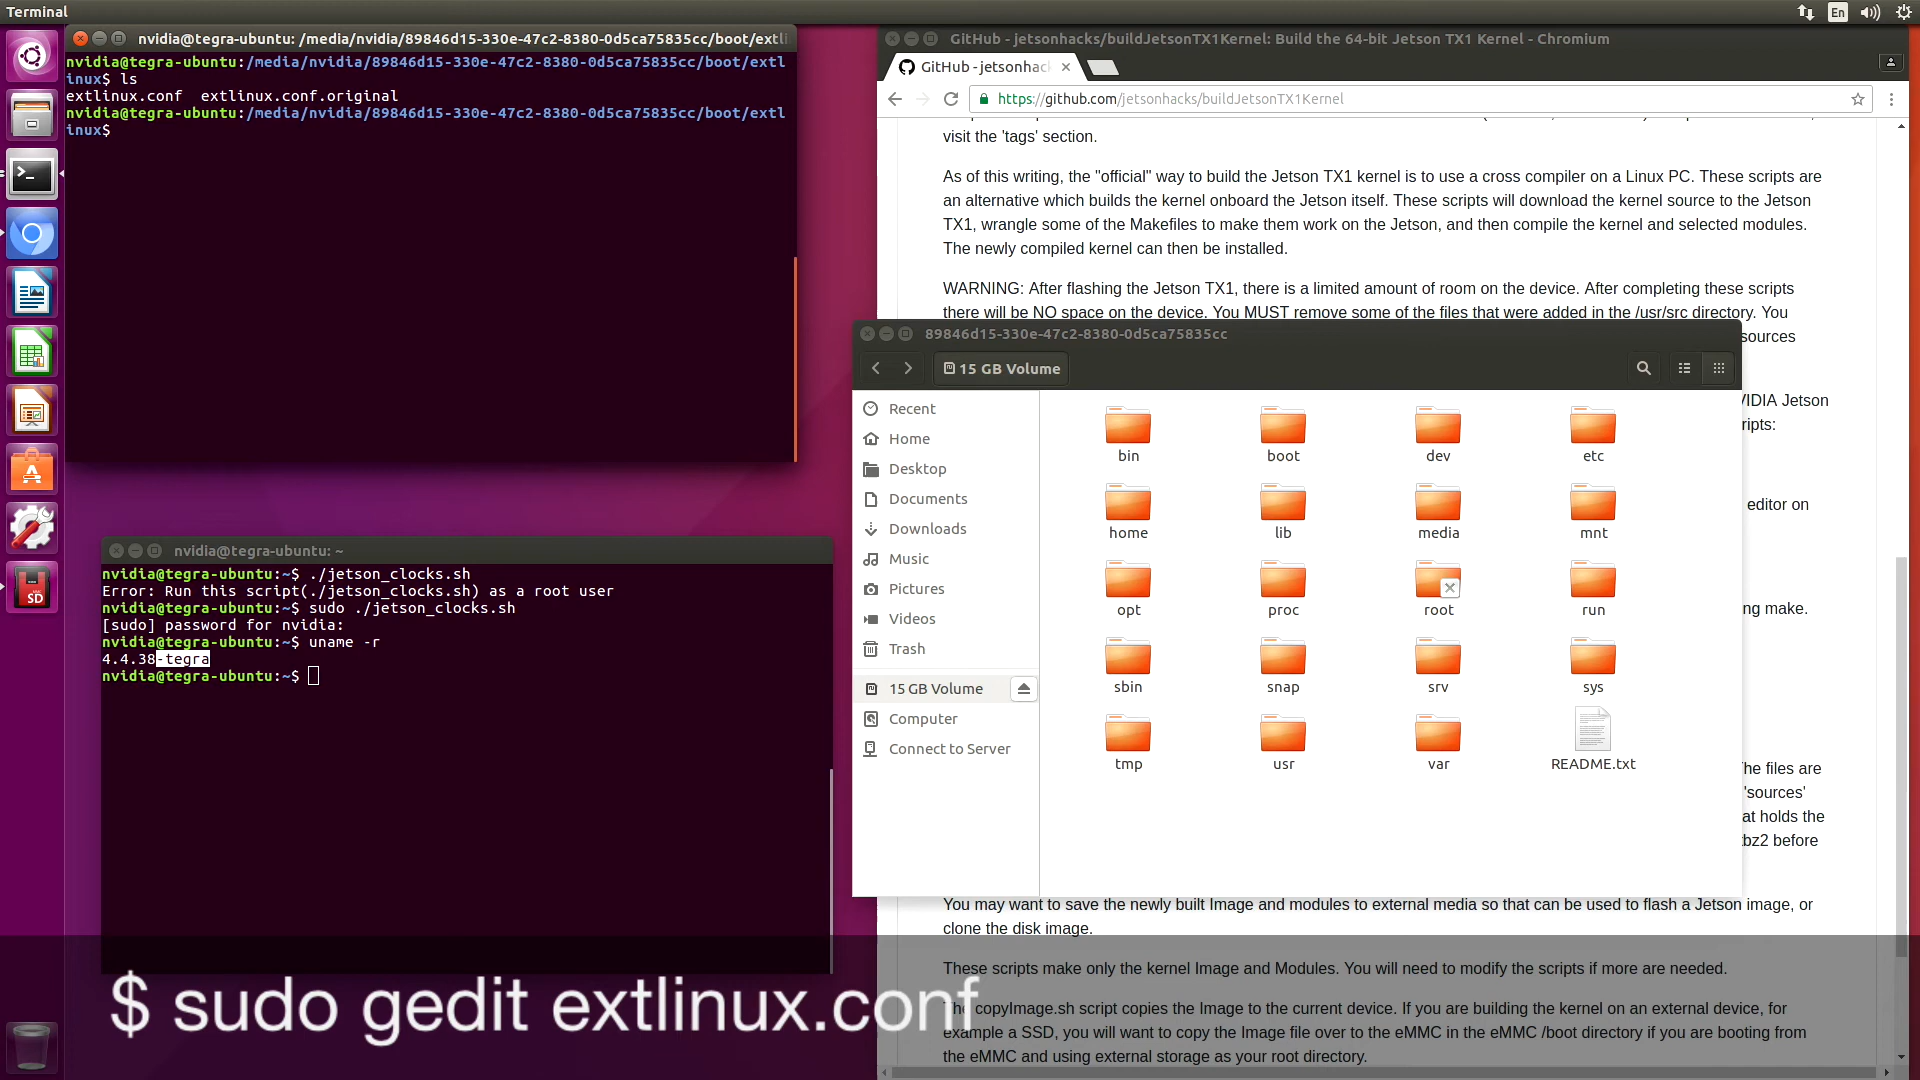 Terminal
En
nvidia@tegra-ubuntu: /media/nvidia/89846d15-330e-47c2-8380-0d5ca75835cc/boot/extl
nvidia@tegra-ubuntu:/media/nvidia/89846d15-330e-47c2-8380-0d5ca75835cc/boot/extl
inux$ ls
extlinux.conf  extlinux.conf.original
nvidia@tegra-ubuntu:/media/nvidia/89846d15-330e-47c2-8380-0d5ca75835cc/boot/extl
inux$
SD
nvidia@tegra-ubuntu: ~
nvidia@tegra-ubuntu:~$ ./jetson_clocks.sh
Error: Run this script(./jetson_clocks.sh) as a root user
nvidia@tegra-ubuntu:~$ sudo ./jetson_clocks.sh
[sudo] password for nvidia:
nvidia@tegra-ubuntu:~$ uname -r
4.4.38-tegra
nvidia@tegra-ubuntu:~$
GitHub - jetsonhacks/buildJetsonTX1Kernel: Build the 64-bit Jetson TX1 Kernel - Chromium
GitHub - jetsonhac
https://github.com/jetsonhacks/buildJetsonTX1Kernel
visit the 'tags' section.
As of this writing, the "official" way to build the Jetson TX1 kernel is to use a cross compiler on a Linux PC. These scripts are
an alternative which builds the kernel onboard the Jetson itself. These scripts will download the kernel source to the Jetson
TX1, wrangle some of the Makefiles to make them work on the Jetson, and then compile the kernel and selected modules.
The newly compiled kernel can then be installed.
WARNING: After flashing the Jetson TX1, there is a limited amount of room on the device. After completing these scripts
there will be NO space on the device. You MUST remove some of the files that were added in the /usr/src directory. You
sources
VIDIA Jetson
ripts:
editor on
ng make.
he files are
'sources'
at holds the
bz2 before
89846d15-330e-47c2-8380-0d5ca75835cc
15 GB Volume
Recent
Home
Desktop
Documents
Downloads
Music
Pictures
Videos
Trash
15 GB Volume
Computer
Connect to Server
bin
boot
dev
etc
home
lib
media
mnt
opt
proc
root
run
sbin
snap
srv
sys
tmp
usr
var
README.txt
You may want to save the newly built Image and modules to external media so that can be used to flash a Jetson image, or
clone the disk image.
These scripts make only the kernel Image and Modules. You will need to modify the scripts if more are needed.
The copyImage.sh script copies the Image to the current device. If you are building the kernel on an external device, for
example a SSD, you will want to copy the Image file over to the eMMC in the eMMC /boot directory if you are booting from
the eMMC and using external storage as your root directory.
$ sudo gedit extlinux.conf